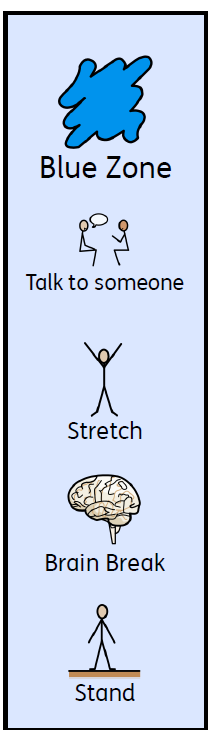 Blue Zone
Talk to someone
Stretch
Brain Break
Stand